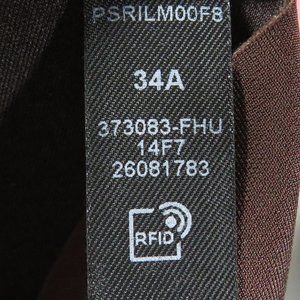 PSRILM00F8
34A
373083-FHU
14F7
26081783
RFID